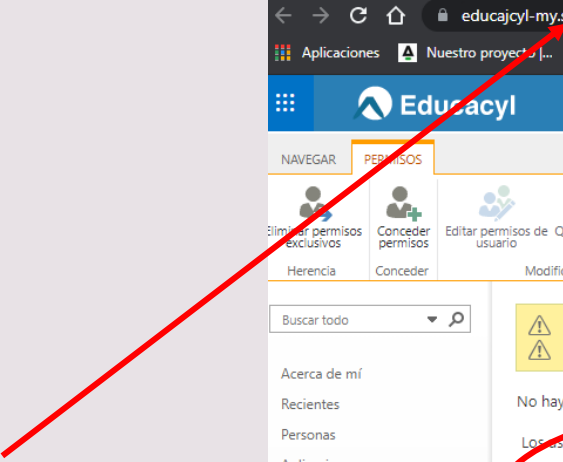 educajcyl-my.s
Aplicaciones Nuestro proyecto |...
Educacyl
NAVEGAR PERMISOS
Eliminar permisos exclusivos
Conceder permisos
Editar permisos de usuario
Herencia Conceder Modifi
Buscar todo
Acerca de mí
Recientes
Personas
No hay
Los us